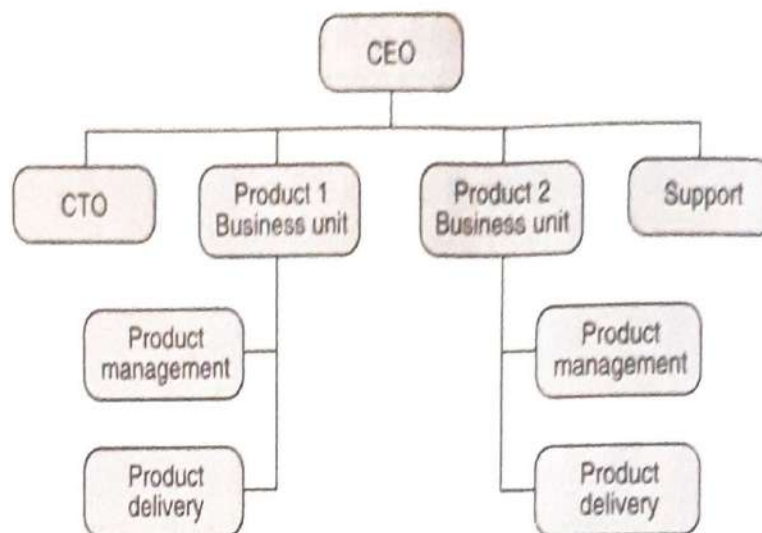 CEO
CTO
Product 1
Business unit
Product 2
Business unit
Support
Product
management
Product
management
Product
delivery
Product
delivery